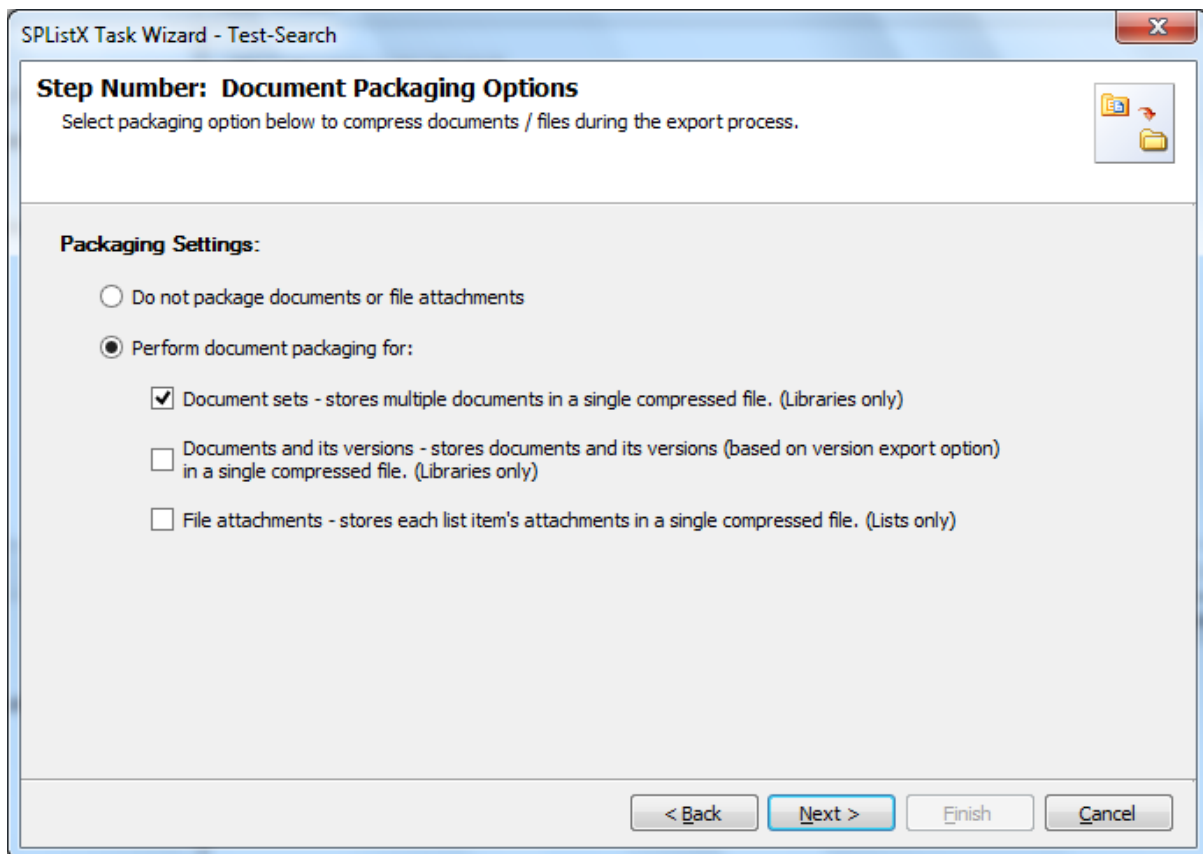 SPListX Task Wizard - Test-Search
Step Number:  Document Packaging Options
Select packaging option below to compress documents / files during the export process.
Packaging Settings:
Do not package documents or file attachments
Perform document packaging for:
Document sets - stores multiple documents in a single compressed file. (Libraries only)
Documents and its versions - stores documents and its versions (based on version export option)
in a single compressed file. (Libraries only)
File attachments - stores each list item's attachments in a single compressed file. (Lists only)
< Back Next > Finish Cancel